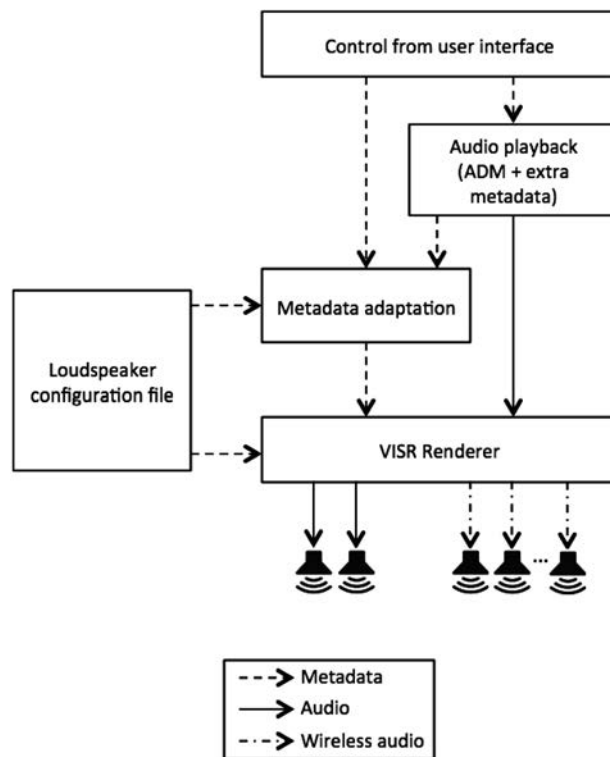 Control from user interface
Audio playback
(ADM + extra
metadata)
Metadata adaptation
Loudspeaker
configuration file
VISR Renderer
...
Metadata
Audio
Wireless audio